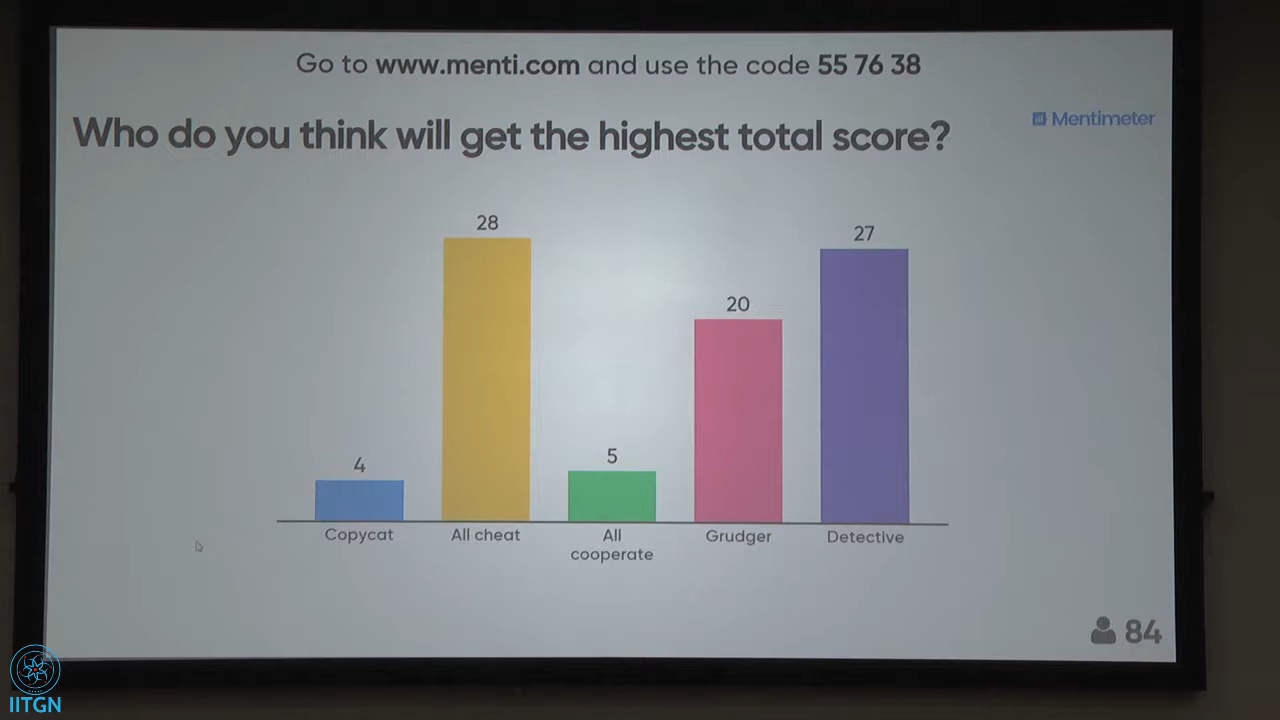 Go to www.menti.com and use the code 55 76 38
Who do you think will get the highest total score?
Mentimeter
28
27
20
5
4
Copycat
All cheat
All
cooperate
Grudger
Detective
84
IITGN